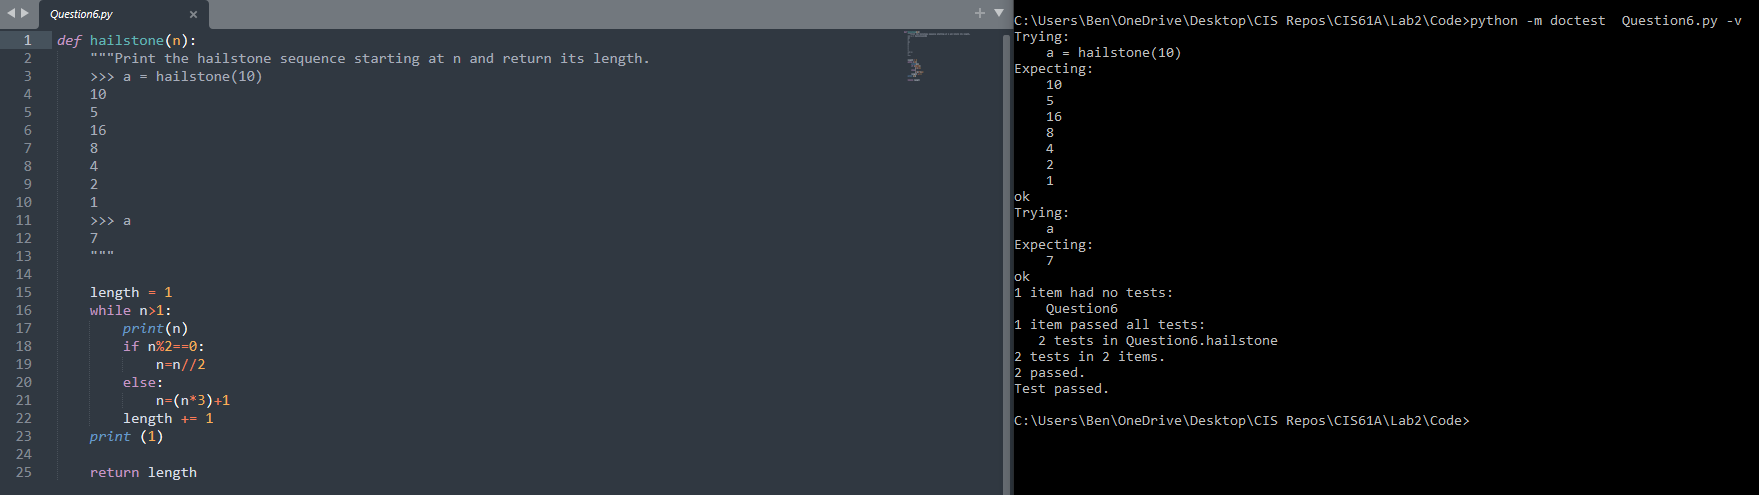 Question6.py ×
+
1 def hailstone(n):
2 """Print the hailstone sequence starting at n and return its length.
3 >>> a = hailstone(10)
4 10
5 5
6 16
7 8
8 4
9 2
10 1
11 >>> a
12 7
13 """
14
15 length = 1
16 while n>1:
17 print(n)
18 if n%2==0:
19 n=n//2
20 else:
21 n=(n*3)+1
22 length += 1
23 print (1)
24
25 return length
C:\Users\Ben\OneDrive\Desktop\CIS Repos\CIS61A\Lab2\Code>python -m doctest  Question6.py -v
Trying:
a = hailstone(10)
Expecting:
10
5
16
8
4
2
1
ok
Trying:
a
Expecting:
7
ok
1 item had no tests:
Question6
1 item passed all tests:
2 tests in Question6.hailstone
2 tests in 2 items.
2 passed.
Test passed.
C:\Users\Ben\OneDrive\Desktop\CIS Repos\CIS61A\Lab2\Code>